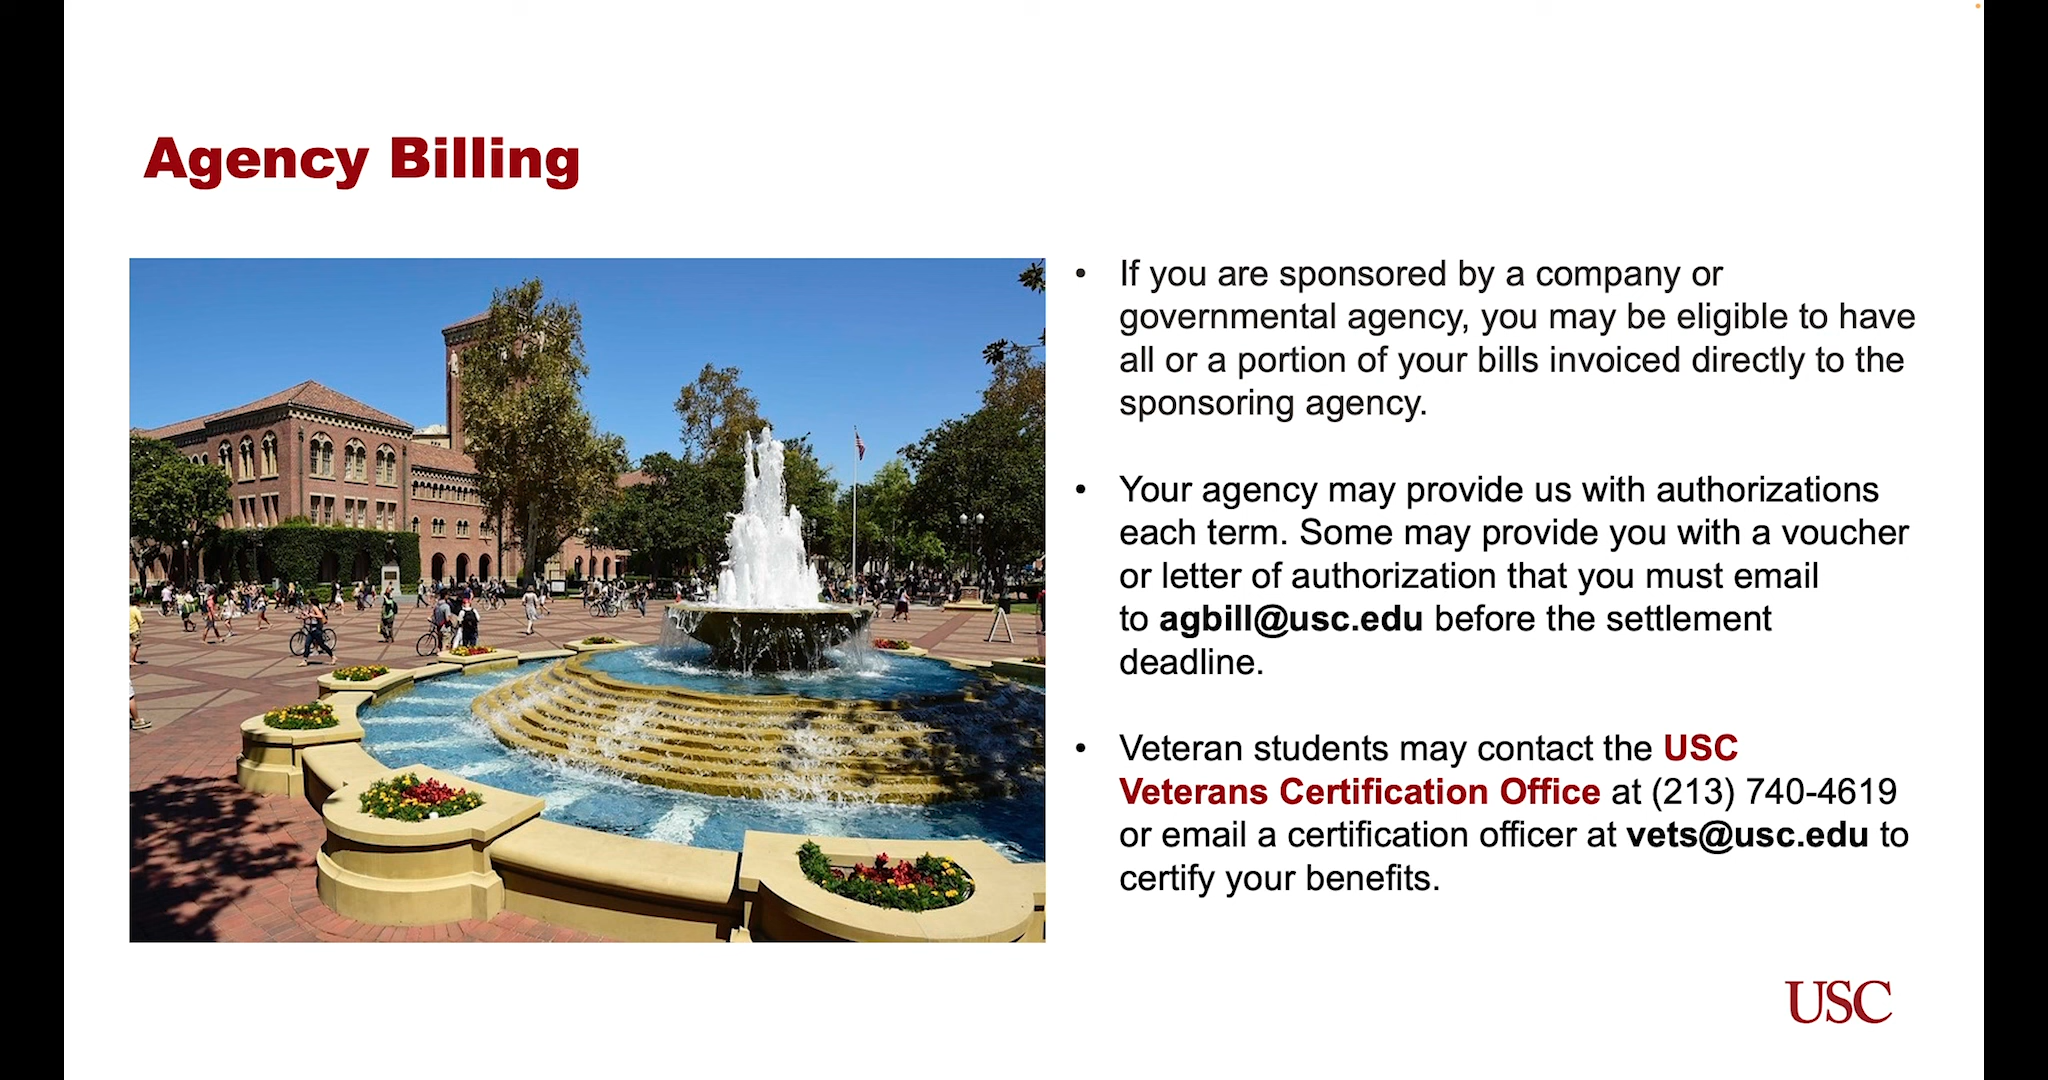 Agency Billing
• If you are sponsored by a company or
governmental agency, you may be eligible to have
all or a portion of your bills invoiced directly to the
sponsoring agency.
• Your agency may provide us with authorizations
each term. Some may provide you with a voucher
or letter of authorization that you must email
to agbill@usc.edu before the settlement
deadline.
• Veteran students may contact the USC
Veterans Certification Office at (213) 740-4619
or email a certification officer at vets@usc.edu to
certify your benefits.
USC